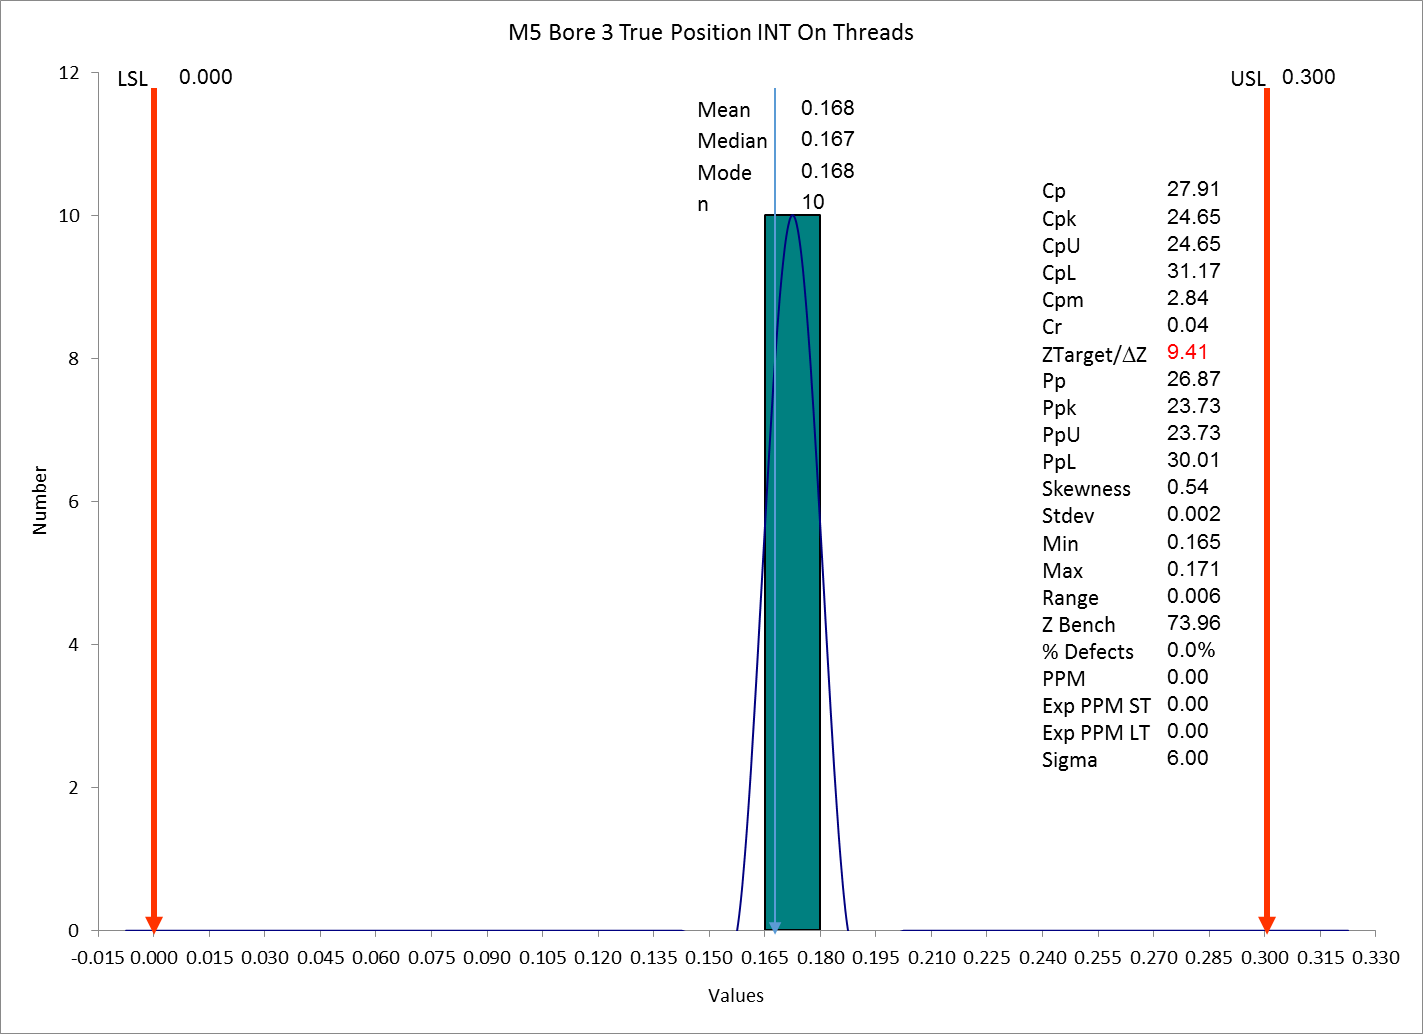 M5 Bore 3 True Position INT On Threads
LSL 0.000
USL 0.300
Mean 0.168
Median 0.167
Mode 0.168
n 10
Cp 27.91
Cpk 24.65
CpU 24.65
CpL 31.17
Cpm 2.84
Cr 0.04
ZTarget/ΔZ 9.41
Pp 26.87
Ppk 23.73
PpU 23.73
PpL 30.01
Skewness 0.54
Stdev 0.002
Min 0.165
Max 0.171
Range 0.006
Z Bench 73.96
% Defects 0.0%
PPM 0.00
Exp PPM ST 0.00
Exp PPM LT 0.00
Sigma 6.00
Number
12
10
8
6
4
2
0
-0.015 0.000 0.015 0.030 0.045 0.060 0.075 0.090 0.105 0.120 0.135 0.150 0.165 0.180 0.195 0.210 0.225 0.240 0.255 0.270 0.285 0.300 0.315 0.330
Values